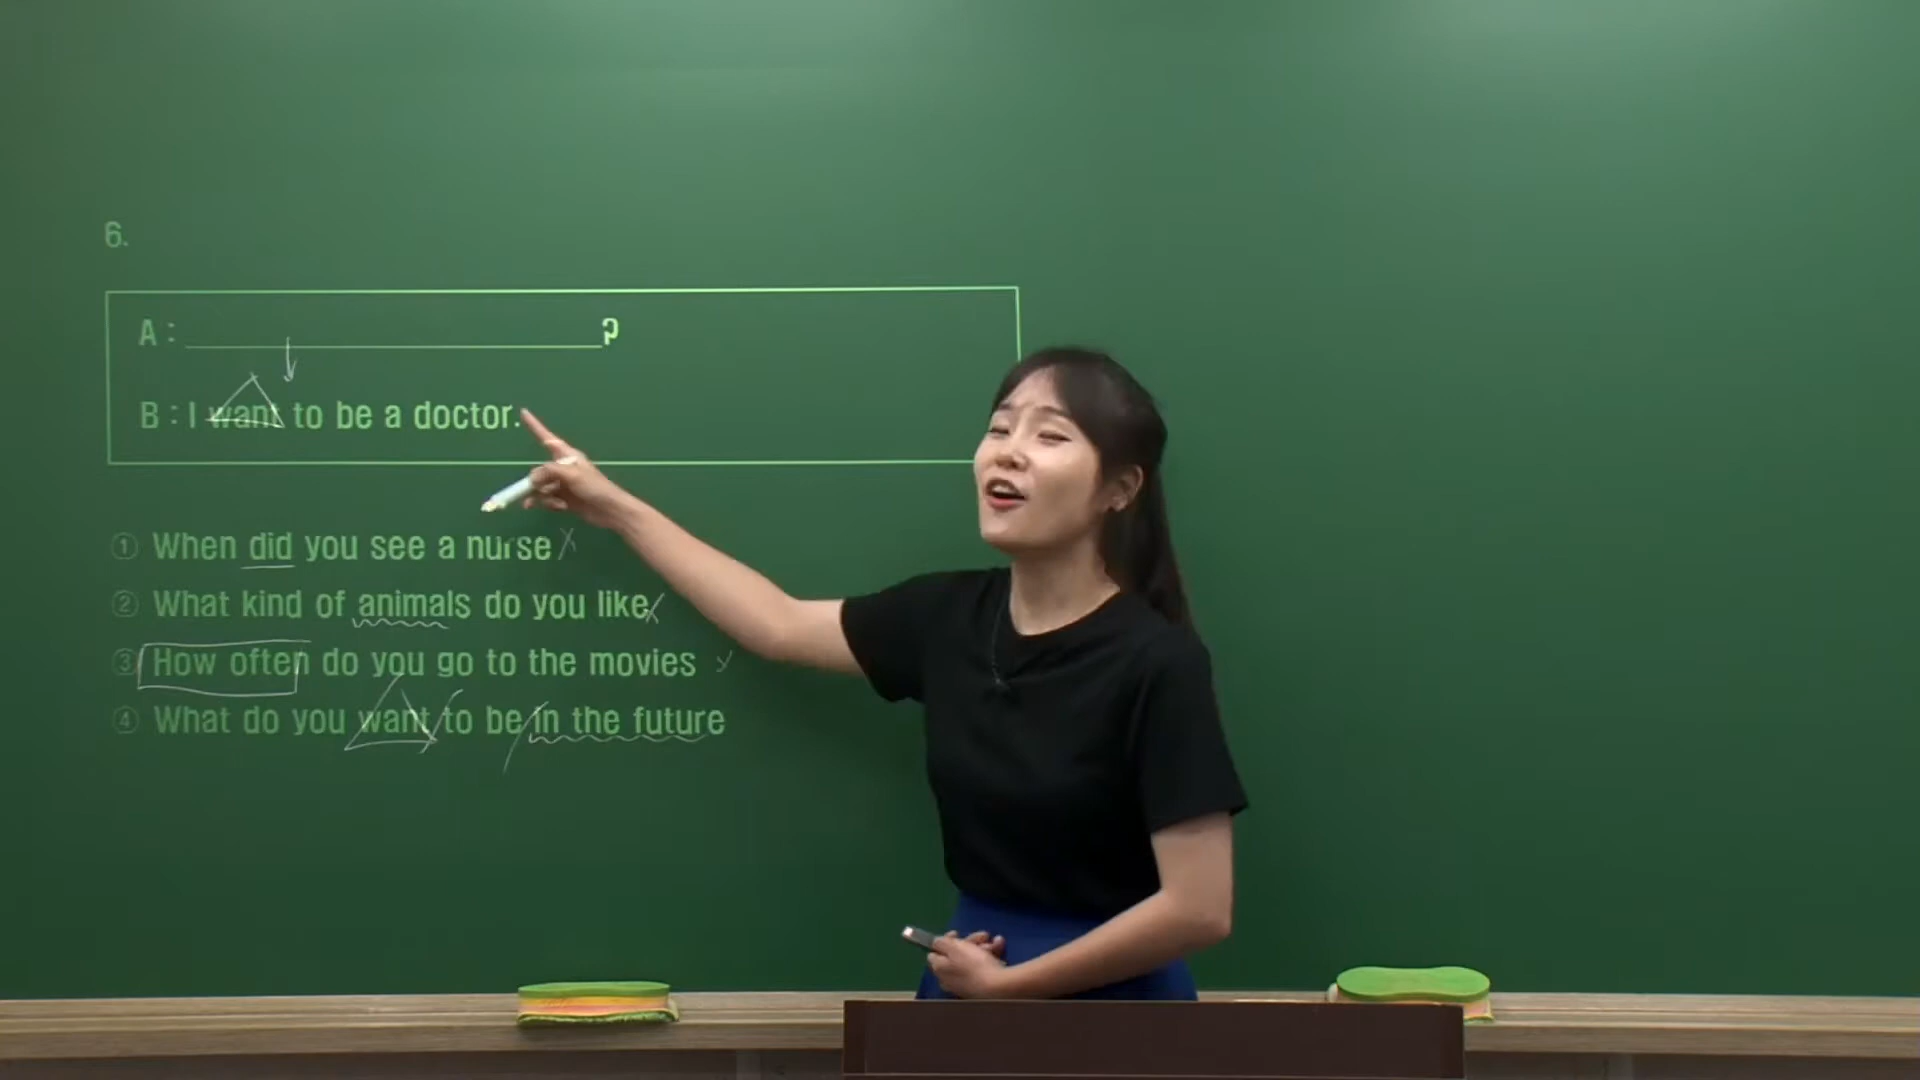 6.
A : ____________________?
B : I want to be a doctor.
① When did you see a nurse
② What kind of animals do you like
③ How often do you go to the movies
④ What do you want to be in the future